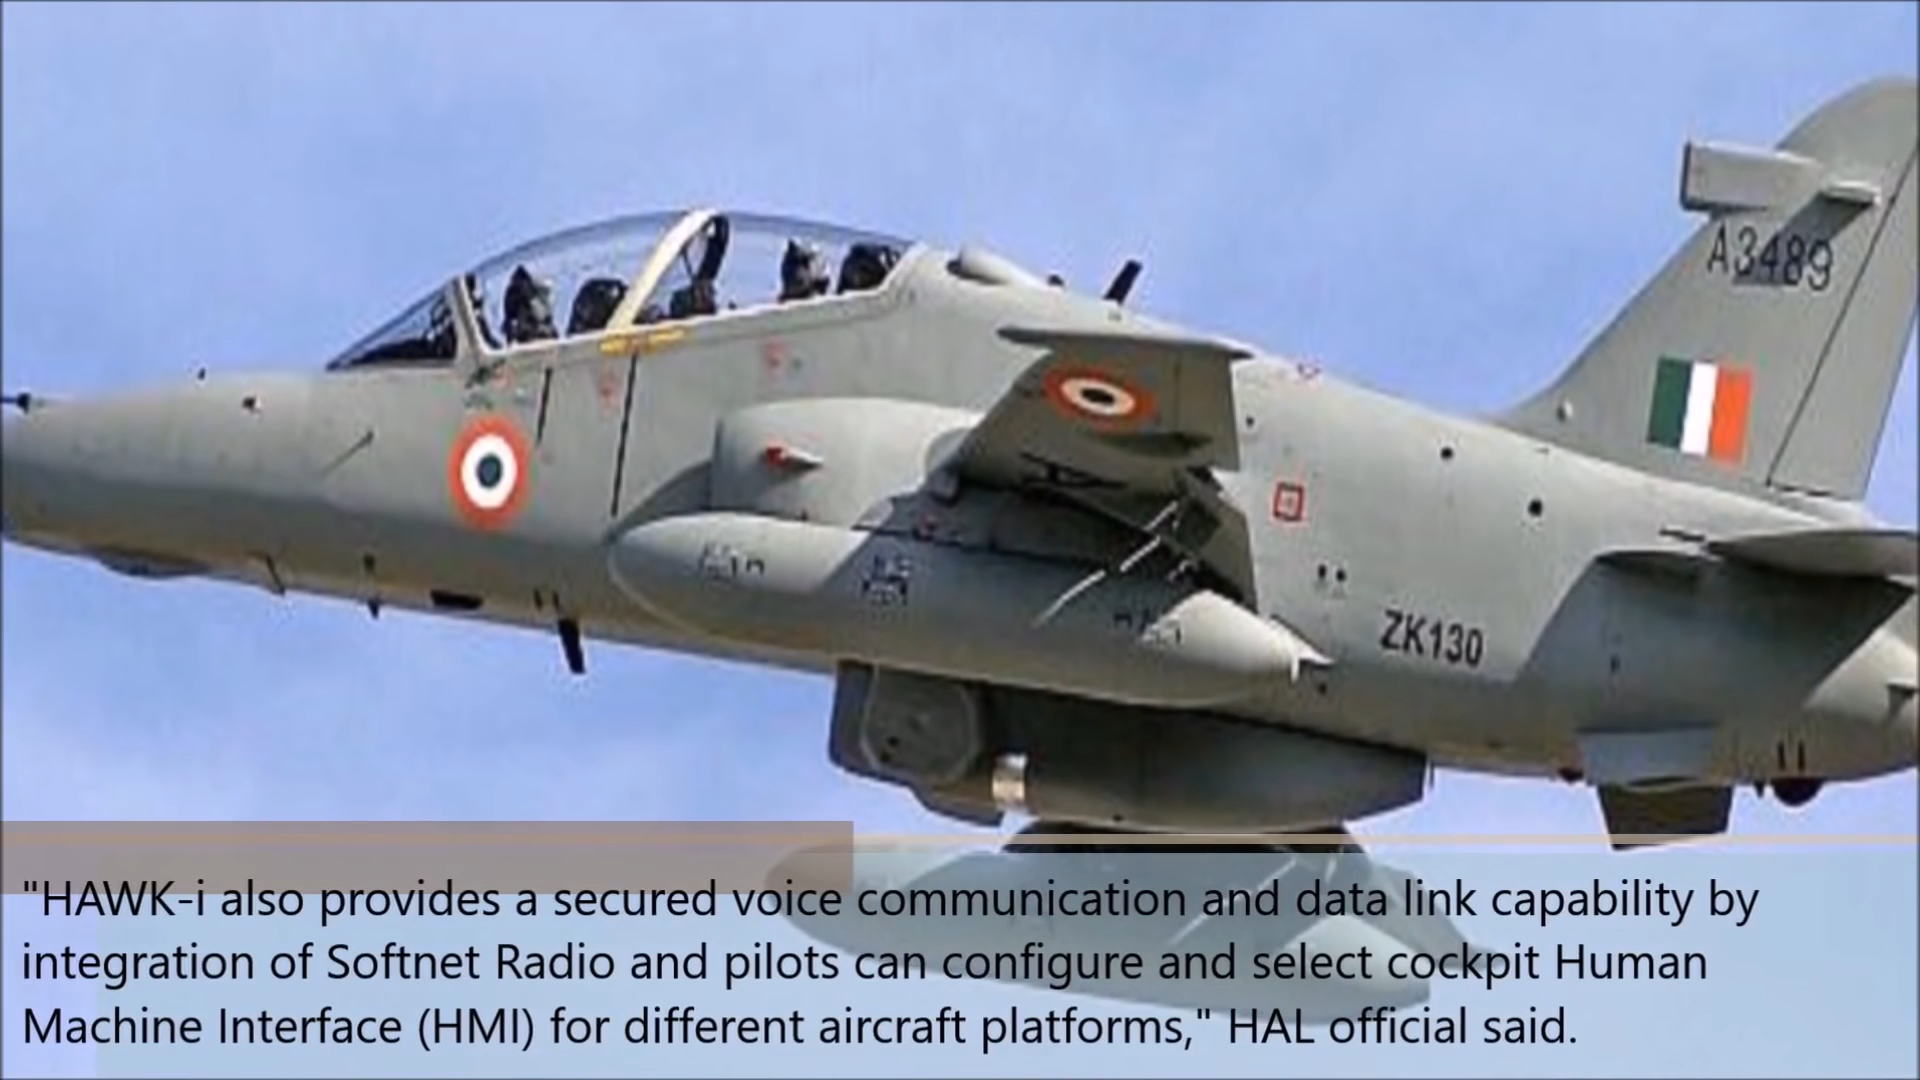 A3489
ZK130
"HAWK-i also provides a secured voice communication and data link capability by
integration of Softnet Radio and pilots can configure and select cockpit Human
Machine Interface (HMI) for different aircraft platforms," HAL official said.